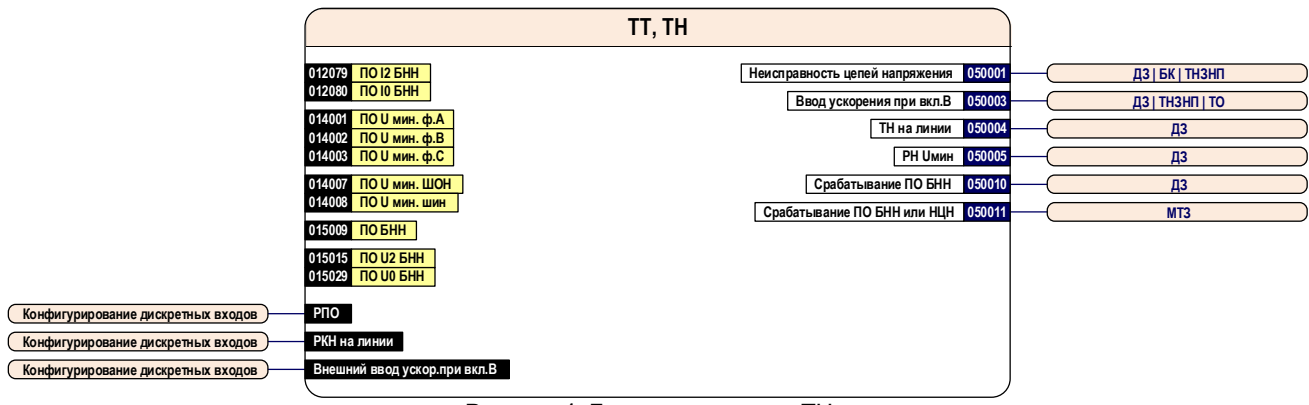 ТТ, ТН
012079 ПО I2 БНН
012080 ПО I0 БНН
014001 ПО U мин. ф.А
014002 ПО U мин. ф.В
014003 ПО U мин. ф.С
014007 ПО U мин. ШОН
014008 ПО U мин. шин
015009 ПО БНН
015015 ПО U2 БНН
015029 ПО U0 БНН
Конфигурирование дискретных входов РПО
Конфигурирование дискретных входов РКН на линии
Конфигурирование дискретных входов Внешний ввод ускор.при вкл.В
Неисправность цепей напряжения 050001 ДЗ | БК | ТНЗНП
Ввод ускорения при вкл.В 050003 ДЗ | ТНЗНП | ТО
ТН на линии 050004 ДЗ
РН Uмин 050005 ДЗ
Срабатывание ПО БНН 050010 ДЗ
Срабатывание ПО БНН или НЦН 050011 МТЗ